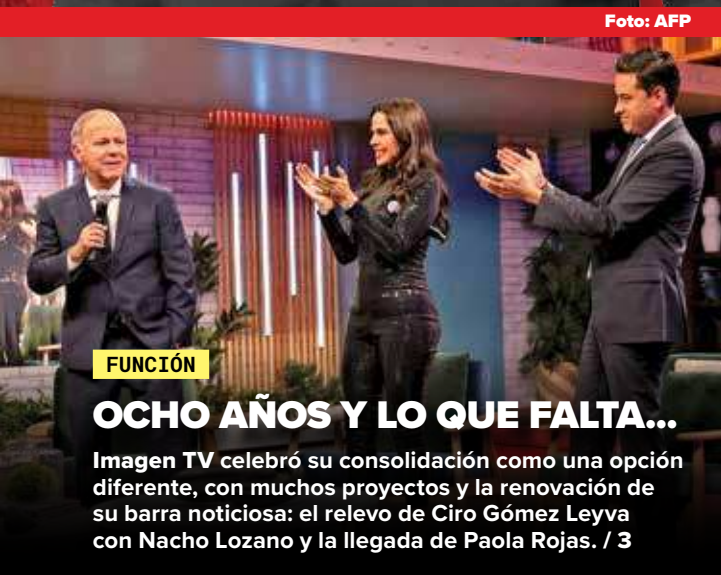 Foto: AFP
FUNCIÓN
OCHO AÑOS Y LO QUE FALTA...
Imagen TV celebró su consolidación como una opción
diferente, con muchos proyectos y la renovación de
su barra noticiosa: el relevo de Ciro Gómez Leyva
con Nacho Lozano y la llegada de Paola Rojas. / 3